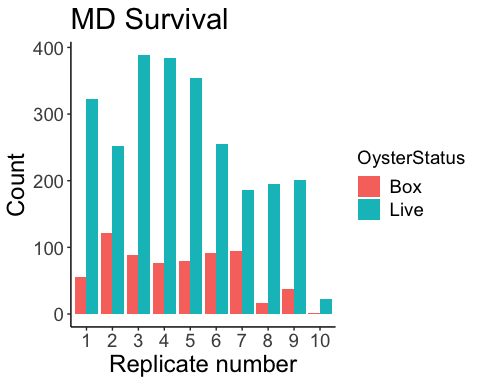 MD Survival
400
300
200
100
0
Count
1 2 3 4 5 6 7 8 9 10
Replicate number
OysterStatus
Box
Live